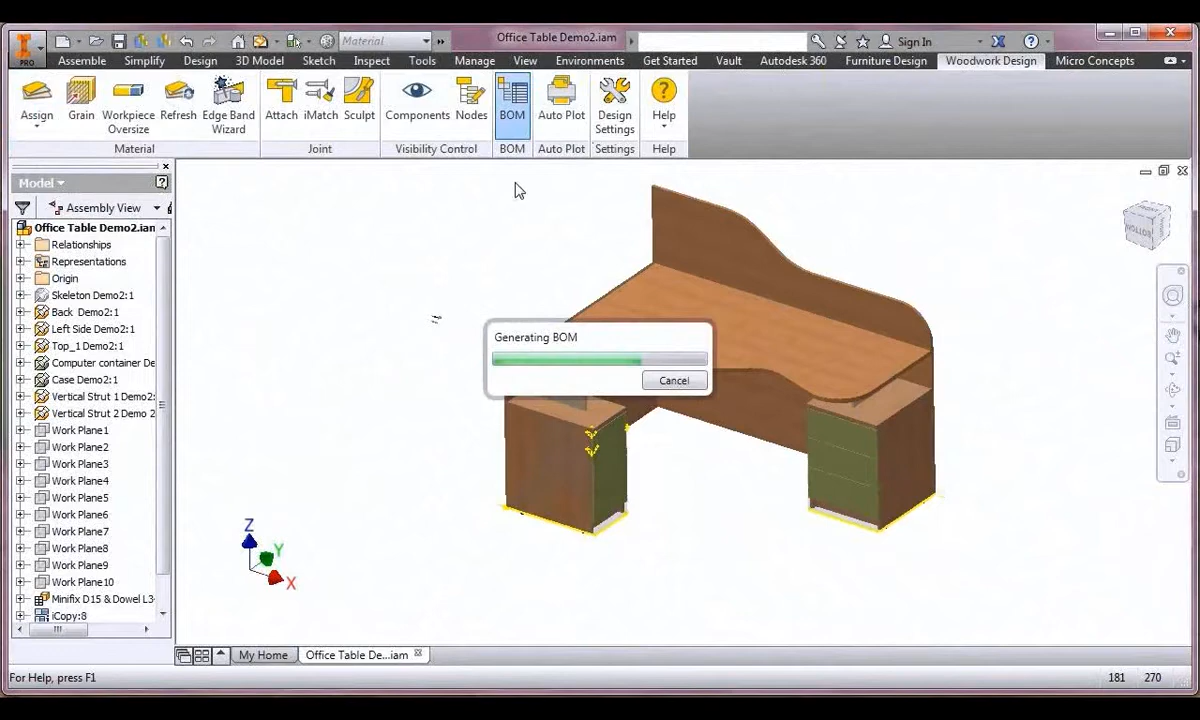 Material
Office Table Demo2.iam
Sign In
PRO
Assembly Simplify Design 3D Model Sketch Inspect Tools Manage View Environments Get Started Vault Autodesk 360 Furniture Design Woodwork Design Micro Concepts
Assign Grain Workpiece Oversize Refresh Edge Band Wizard Attach iMatch Sculpt Components Nodes BOM Auto Plot Design Settings Help
Material Joint Visibility Control BOM Auto Plot Settings Help
Model
Assembly View
Office Table Demo2.iam
Relationships
Representations
Origin
Skeleton Demo2:1
Back Demo2:1
Left Side Demo2:1
Top_1 Demo2:1
Computer container De
Case Demo2:1
Vertical Strut 1 Demo2:
Vertical Strut 2 Demo 2
Work Plane1
Work Plane2
Work Plane3
Work Plane4
Work Plane5
Work Plane6
Work Plane7
Work Plane8
Work Plane9
Work Plane10
Minifix D15 & Dowel L3
iCopy:8
BOTTOM
Generating BOM
Cancel
Z
Y
X
My Home
Office Table De...iam
For Help, press F1
181 270